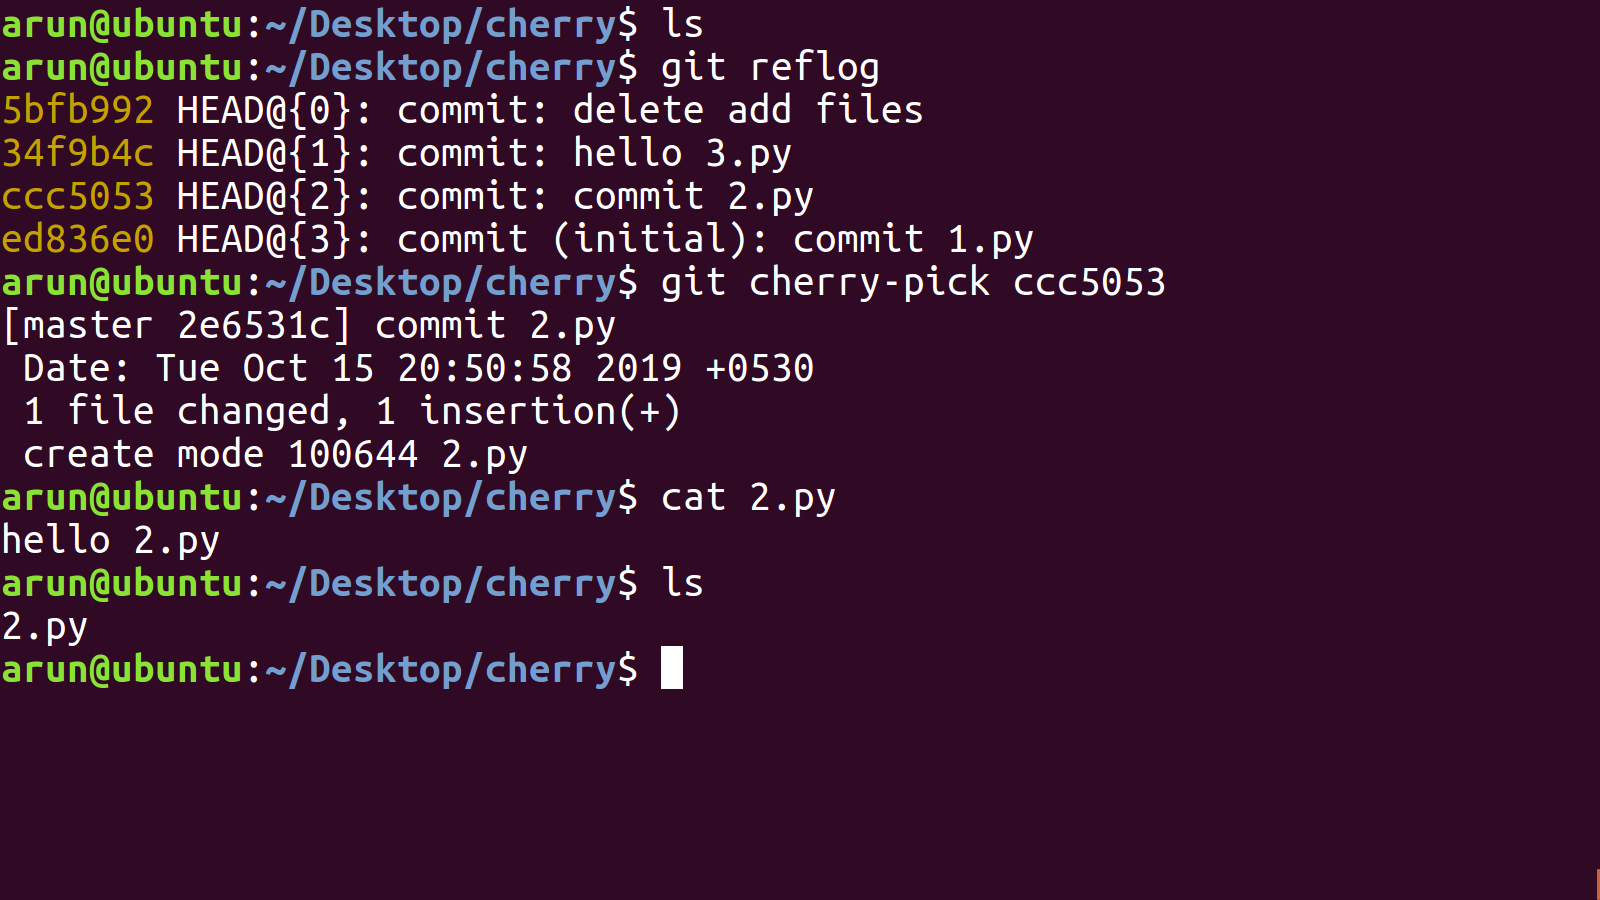 arun@ubuntu:~/Desktop/cherry$ ls
arun@ubuntu:~/Desktop/cherry$ git reflog
5bfb992 HEAD@{0}: commit: delete add files
34f9b4c HEAD@{1}: commit: hello 3.py
ccc5053 HEAD@{2}: commit: commit 2.py
ed836e0 HEAD@{3}: commit (initial): commit 1.py
arun@ubuntu:~/Desktop/cherry$ git cherry-pick ccc5053
[master 2e6531c] commit 2.py
 Date: Tue Oct 15 20:50:58 2019 +0530
 1 file changed, 1 insertion(+)
 create mode 100644 2.py
arun@ubuntu:~/Desktop/cherry$ cat 2.py
hello 2.py
arun@ubuntu:~/Desktop/cherry$ ls
2.py
arun@ubuntu:~/Desktop/cherry$